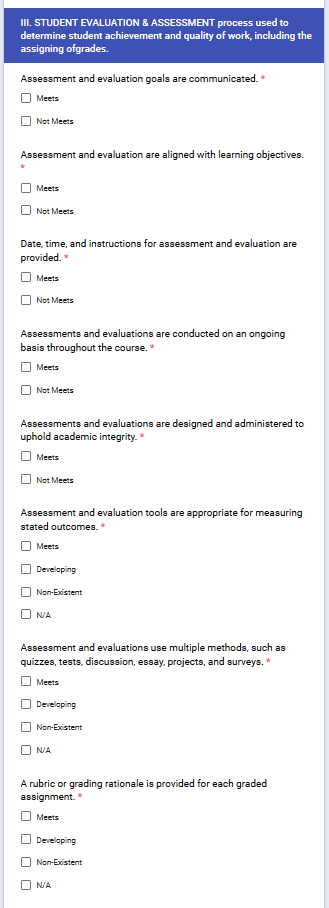 III. STUDENT EVALUATION & ASSESSMENT process used to
determine student achievement and quality of work, including the
assigning ofgrades.
Assessment and evaluation goals are communicated. *
Meets
Not Meets
Assessment and evaluation are aligned with learning objectives.
*
Meets
Not Meets
Date, time, and instructions for assessment and evaluation are
provided. *
Meets
Not Meets
Assessments and evaluations are conducted on an ongoing
basis throughout the course. *
Meets
Not Meets
Assessments and evaluations are designed and administered to
uphold academic integrity. *
Meets
Not Meets
Assessment and evaluation tools are appropriate for measuring
stated outcomes. *
Meets
Developing
Non-Existent
N/A
Assessment and evaluations use multiple methods, such as
quizzes, tests, discussion, essay, projects, and surveys. *
Meets
Developing
Non-Existent
N/A
A rubric or grading rationale is provided for each graded
assignment. *
Meets
Developing
Non-Existent
N/A